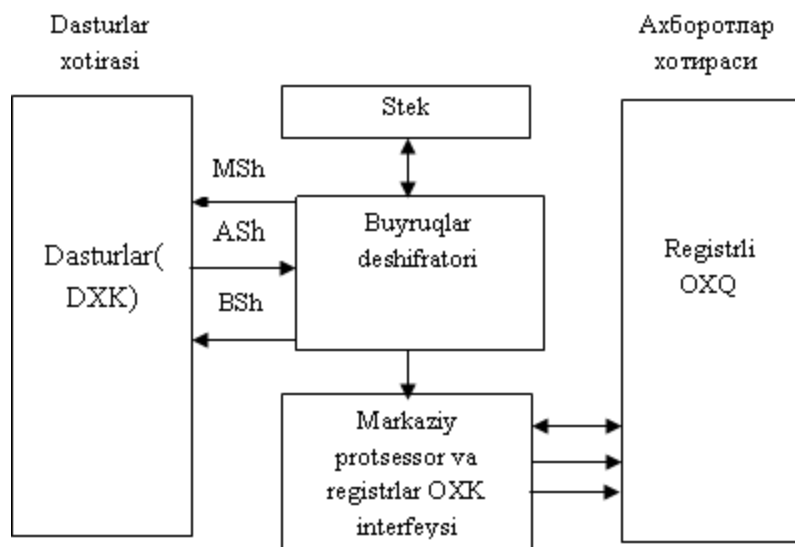 Dasturlar
xotirasi
Ахборотлар
хотираси
Stek
MSh
ASh
BSh
Dasturlar(
DXK)
Buyruqlar
deshifratori
Registrli
OXQ
Markaziy
protsessor va
registrlar OXK
interfeysi